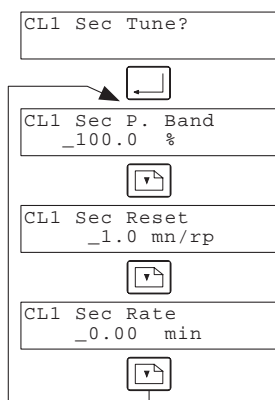 CL1 Sec Tune?
CL1 Sec P. Band
_100.0 %
CL1 Sec Reset
_1.0 mn/rp
CL1 Sec Rate
_0.00 min